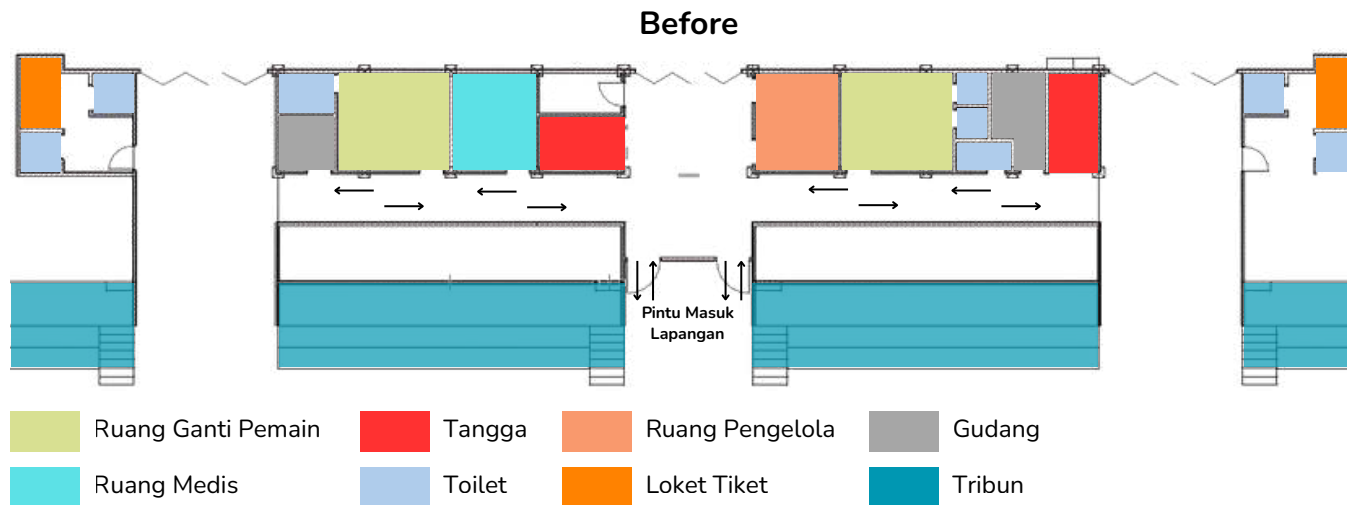 Before
Pintu Masuk
Lapangan
Ruang Ganti Pemain
Tangga
Ruang Pengelola
Gudang
Ruang Medis
Toilet
Loket Tiket
Tribun